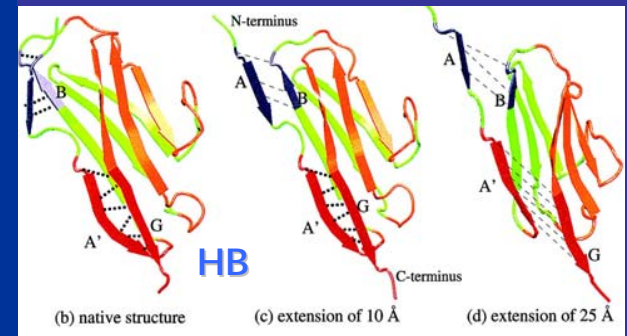 B
A'
G
HB
(b) native structure
N-terminus
A
B
A'
G
C-terminus
(c) extension of 10 Å
A
B
A'
G
(d) extension of 25 Å